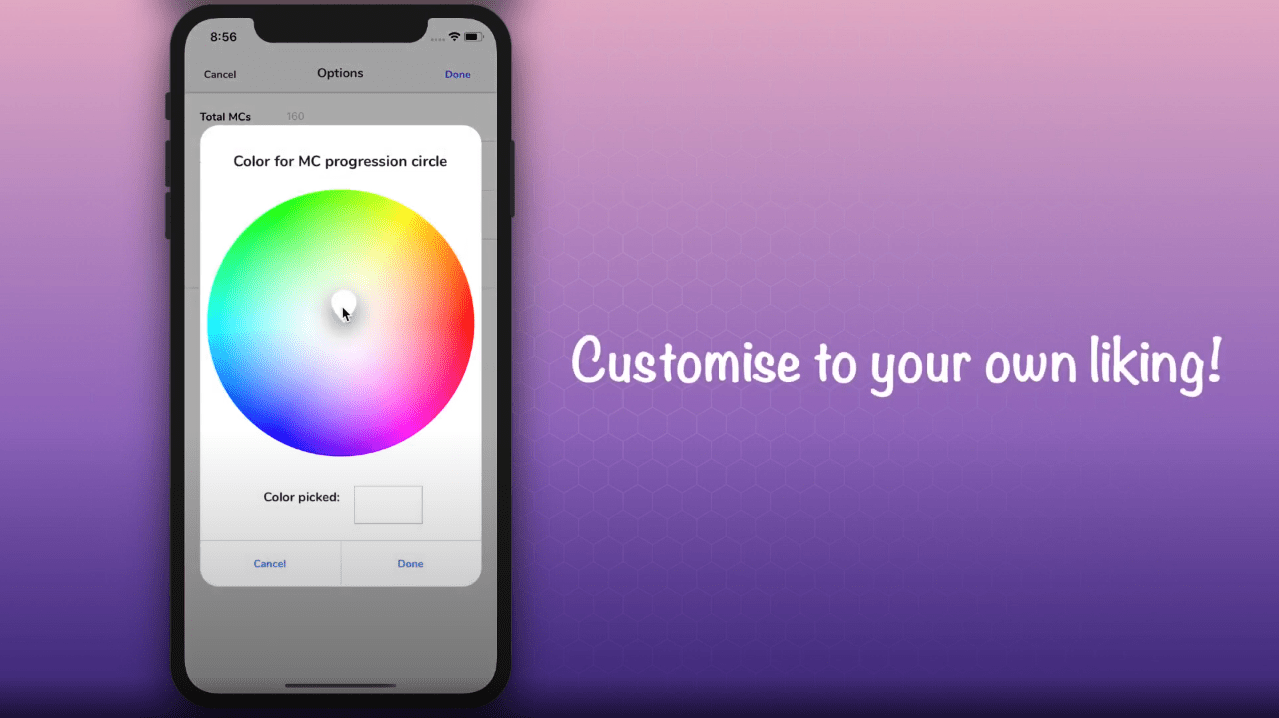 8:56
Cancel Options Done
Total MCs 160
Color for MC progression circle
Customise to your own liking!
Color picked:
Cancel Done